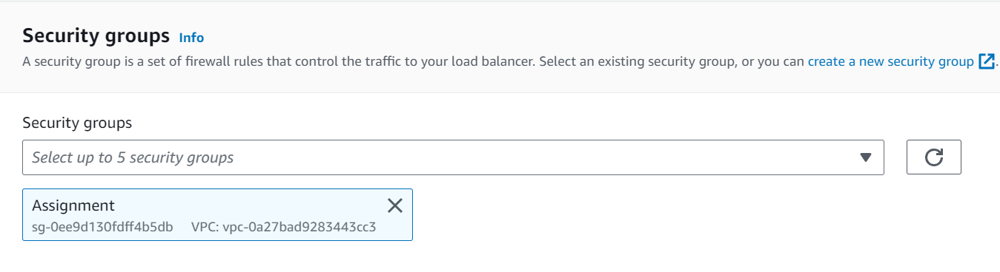 Security groups Info
A security group is a set of firewall rules that control the traffic to your load balancer. Select an existing security group, or you can create a new security group.
Security groups
Select up to 5 security groups
Assignment
sg-0ee9d130fdff4b5db VPC: vpc-0a27bad9283443cc3